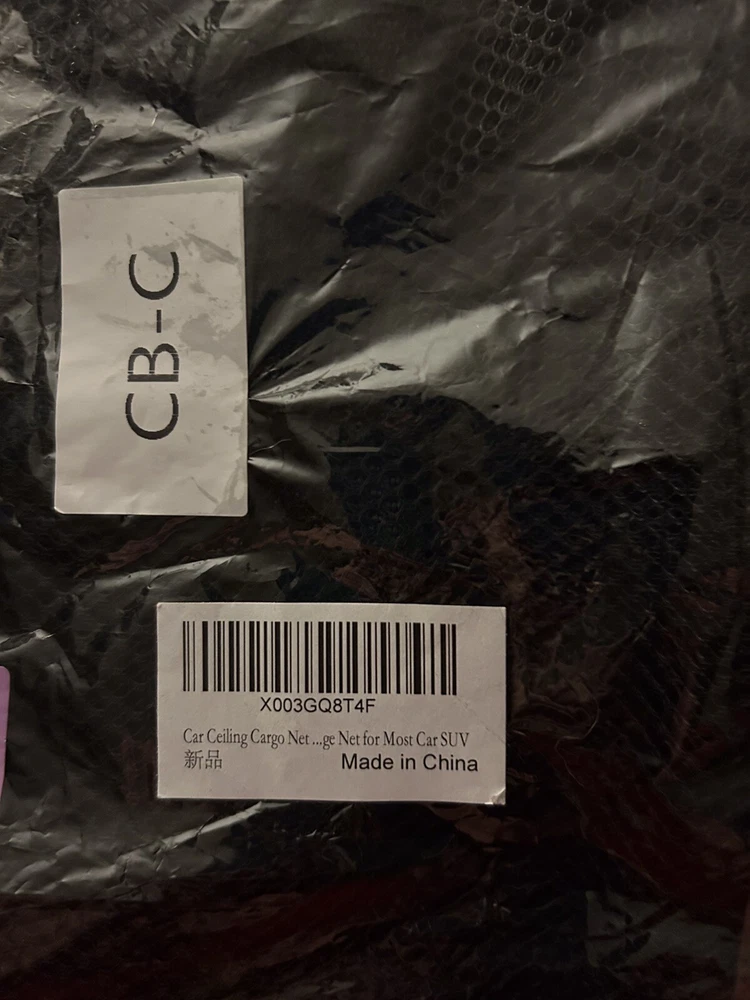 CB-C
X003GQ8T4F
Car Ceiling Cargo Net ...ge Net for Most Car SUV
新品
Made in China